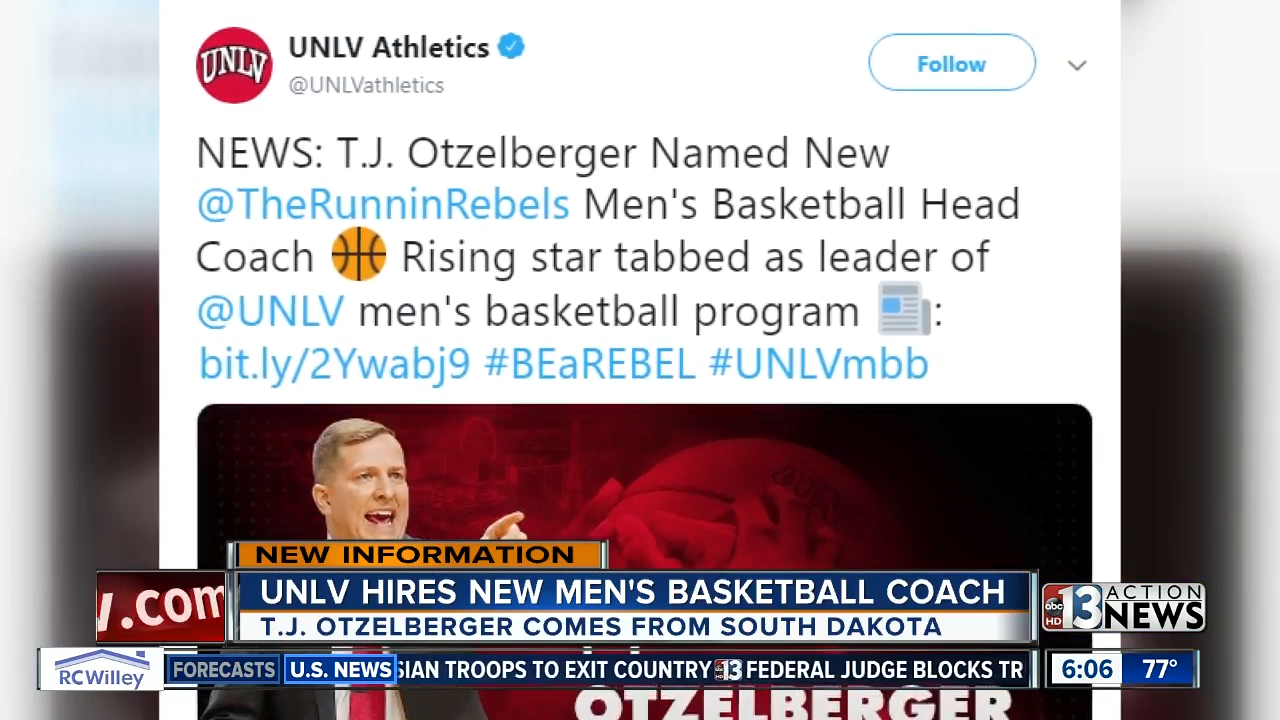 UNLV
UNLV Athletics
@UNLVathletics
Follow
NEWS: T.J. Otzelberger Named New
@TheRunninRebels Men's Basketball Head
Coach 🏀 Rising star tabbed as leader of
@UNLV men's basketball program 📰:
bit.ly/2Ywabj9 #BEaREBEL #UNLVmbb
NEW INFORMATION
UNLV HIRES NEW MEN'S BASKETBALL COACH
T.J. OTZELBERGER COMES FROM SOUTH DAKOTA
.com
abc
HD
13
ACTION
NEWS
RCWilley
FORECASTS
U.S. NEWS
SIAN TROOPS TO EXIT COUNTRY 13 FEDERAL JUDGE BLOCKS TR
6:06
77°
OTZELBERGER